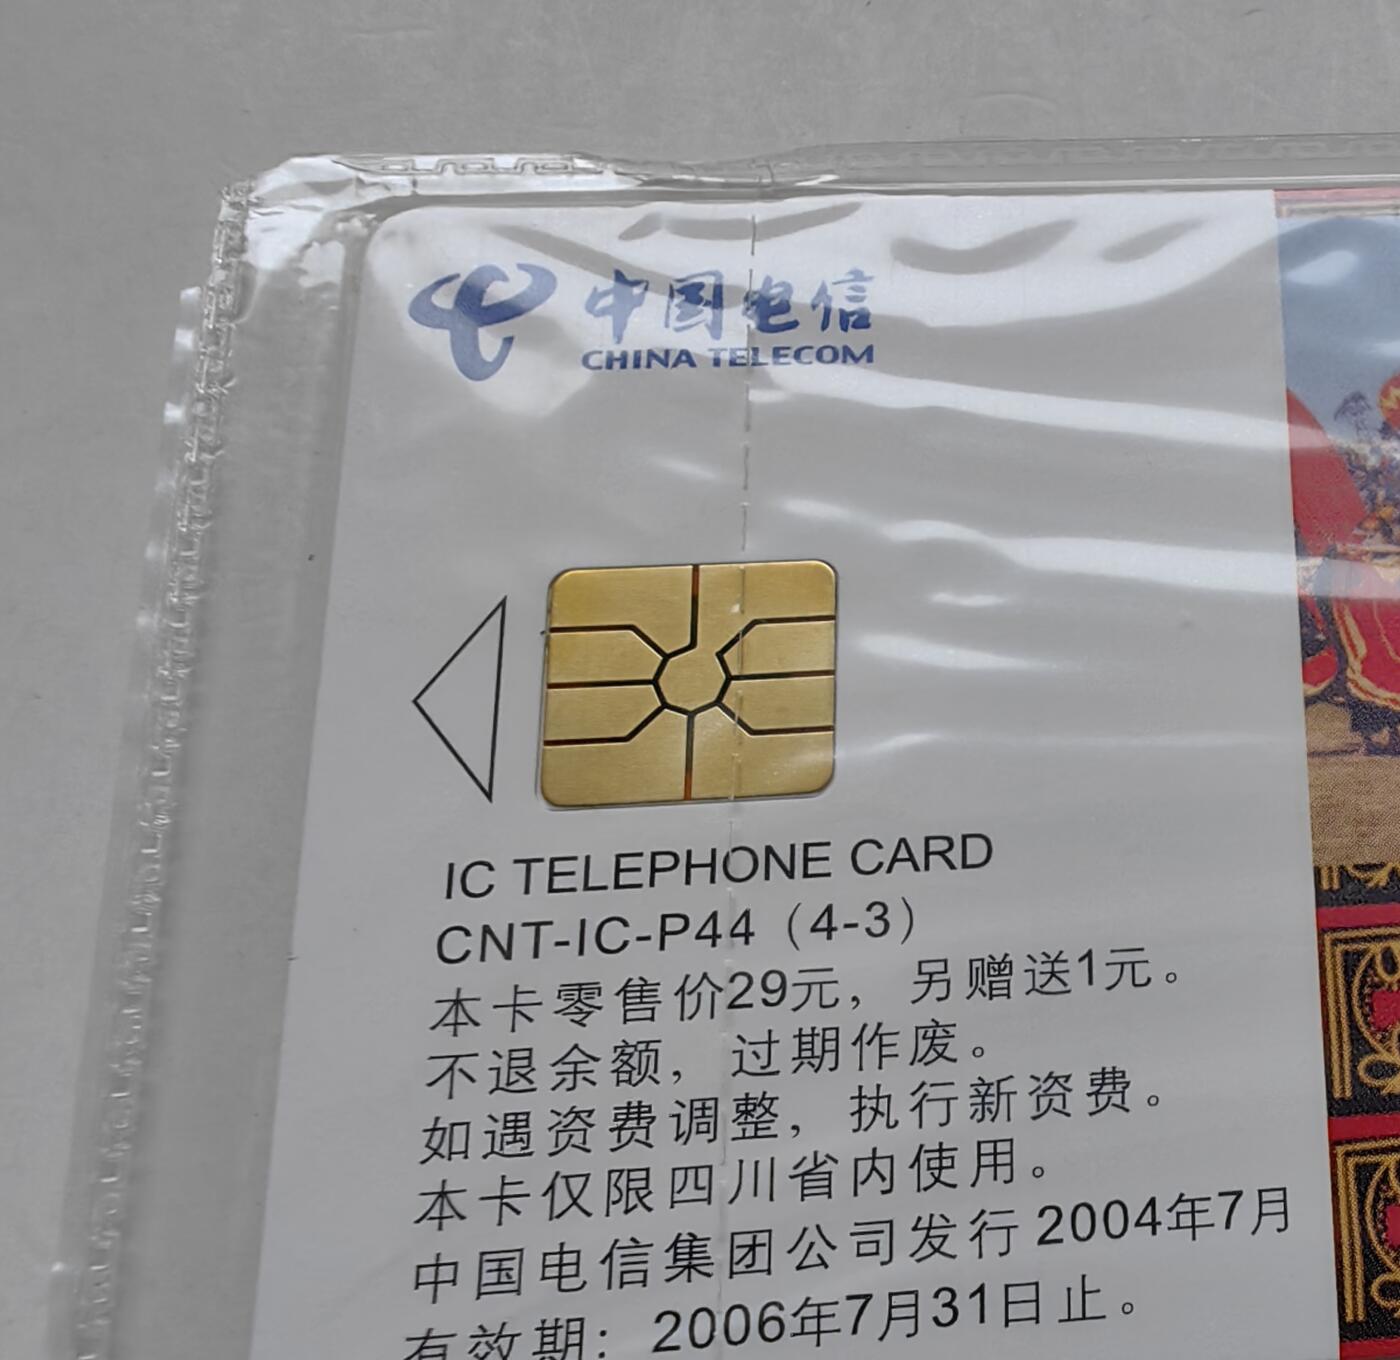 中国电信
CHINA TELECOM
IC TELEPHONE CARD
CNT-IC-P44（4-3）
本卡零售价29元，另赠送1元。
不退余额，过期作废。
如遇资费调整，执行新资费。
本卡仅限四川省内使用。
中国电信集团公司发行 2004年7月
有效期：2006年7月31日止。